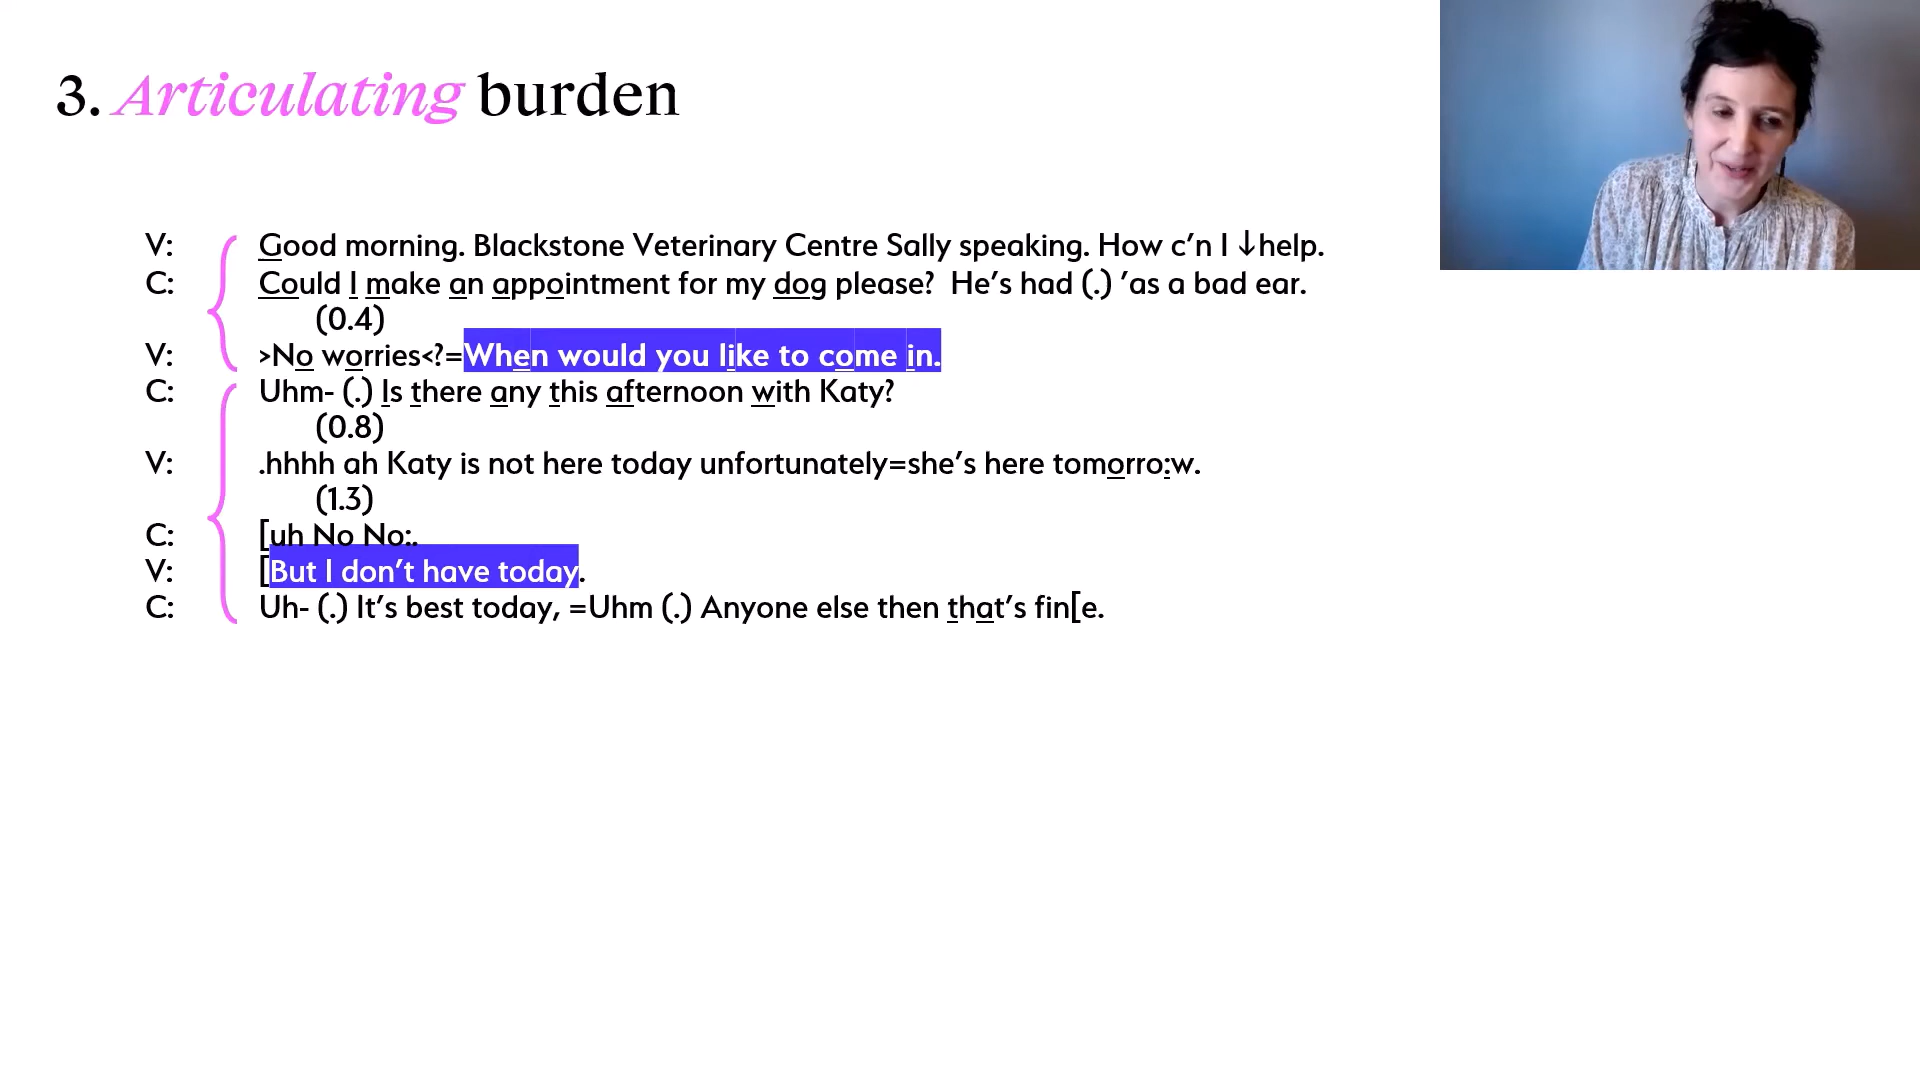 3. Articulating burden
V: Good morning. Blackstone Veterinary Centre Sally speaking. How c’n I ↓help.
C: Could I make an appointment for my dog please? He’s had (.) ’as a bad ear.
(0.4)
V: >No worries<?=When would you like to come in.
C: Uhm- (.) Is there any this afternoon with Katy?
(0.8)
V: .hhhh ah Katy is not here today unfortunately=she’s here tomorro:w.
(1.3)
C: [uh No No:.
V: [But I don’t have today.
C: Uh- (.) It’s best today, =Uhm (.) Anyone else then that’s fin[e.